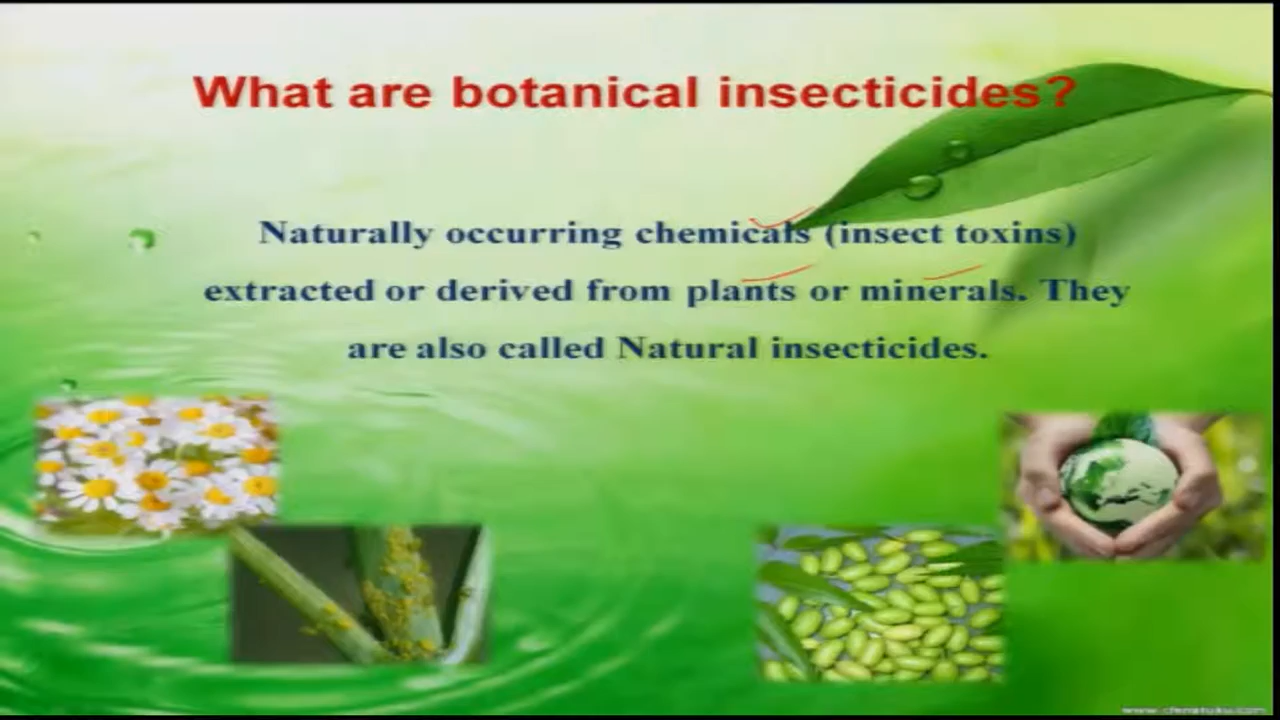 What are botanical insecticides?
Naturally occurring chemicals (insect toxins)
extracted or derived from plants or minerals. They
are also called Natural insecticides.